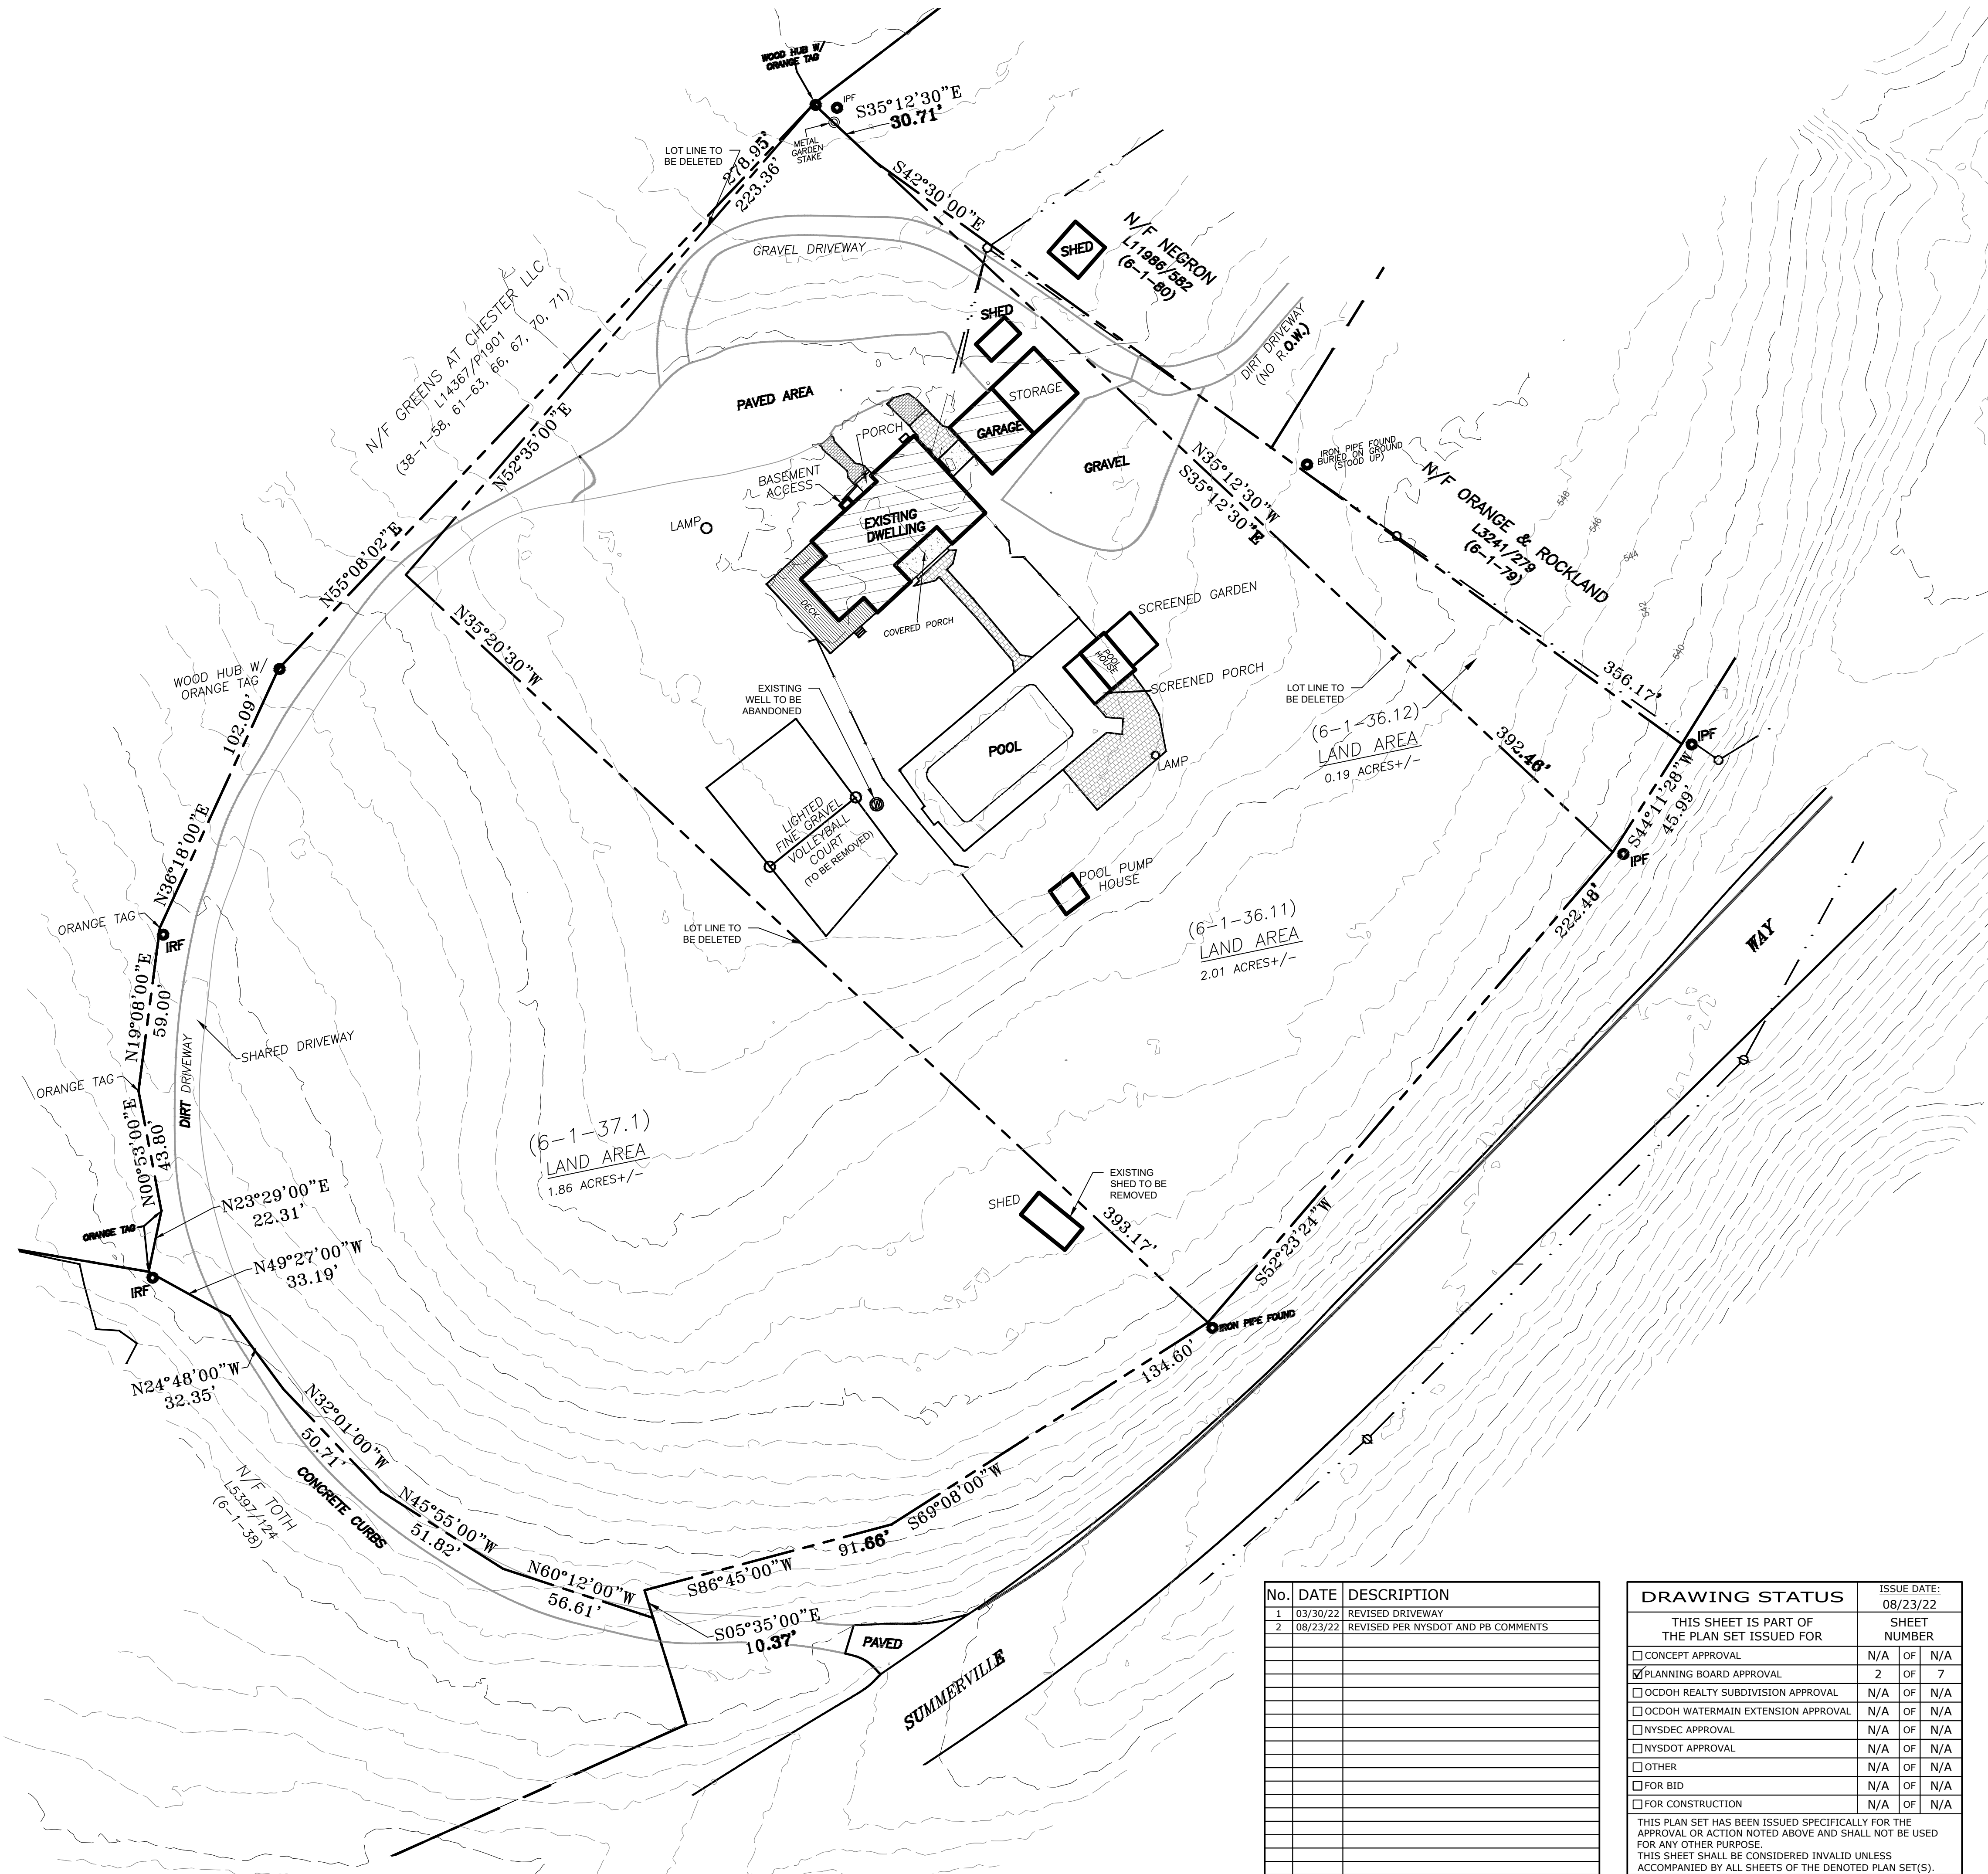 WOOD HUB W/
ORANGE TAG
IPF
S35°12'30"E
30.71'
METAL
GARDEN
STAKE
LOT LINE TO
BE DELETED
278.95'
223.36'
S42°30'00"E
GRAVEL DRIVEWAY
SHED
N/F NEGRON
L11986/582
(6-1-80)
N/F GREENS AT CHESTER LLC
L14367/P1901
(38-1-58, 61-63, 66, 67, 70, 71)
SHED
DIRT DRIVEWAY
(NO R.O.W.)
STORAGE
PAVED AREA
GARAGE
PORCH
N52°35'00"E
GRAVEL
IRON PIPE FOUND
BURIED ON GROUND
(STOOD UP)
BASEMENT
ACCESS
N35°12'30"W
S35°12'30"E
N/F ORANGE & ROCKLAND
L3241/279
(6-1-79)
548
546
544
542
540
LAMP
EXISTING
DWELLING
N55°08'02"E
DECK
COVERED PORCH
SCREENED GARDEN
POOL
HOUSE
SCREENED PORCH
N35°20'30"W
WOOD HUB W/
ORANGE TAG
102.09'
EXISTING
WELL TO BE
ABANDONED
LOT LINE TO
BE DELETED
356.17'
(6-1-36.12)
LAND AREA
0.19 ACRES+/-
392.46'
IPF
POOL
LAMP
S44°11'28"W
45.99'
IPF
W
LIGHTED
FINE GRAVEL
VOLLEYBALL
COURT
(TO BE REMOVED)
N36°18'00"E
POOL PUMP
HOUSE
ORANGE TAG
IRF
LOT LINE TO
BE DELETED
(6-1-36.11)
LAND AREA
2.01 ACRES+/-
222.48'
WAY
N19°08'00"E
59.00'
SHARED DRIVEWAY
DIRT DRIVEWAY
ORANGE TAG
N00°53'00"E
43.80'
(6-1-37.1)
LAND AREA
1.86 ACRES+/-
N23°29'00"E
22.31'
ORANGE TAG
SHED
EXISTING
SHED TO BE
REMOVED
393.17'
S52°23'24"W
N49°27'00"W
33.19'
IRF
IRON PIPE FOUND
134.60'
N24°48'00"W
32.35'
N32°01'00"W
50.71'
N/F TOTH
L5397/124
(6-1-38)
CONCRETE CURBS
N45°55'00"W
51.82'
S69°08'00"W
91.66'
S86°45'00"W
N60°12'00"W
56.61'
S05°35'00"E
10.37'
PAVED
SUMMERVILLE
No. DATE DESCRIPTION
1 03/30/22 REVISED DRIVEWAY
2 08/23/22 REVISED PER NYSDOT AND PB COMMENTS
DRAWING STATUS
ISSUE DATE:
08/23/22
THIS SHEET IS PART OF
THE PLAN SET ISSUED FOR
SHEET
NUMBER
CONCEPT APPROVAL N/A OF N/A
PLANNING BOARD APPROVAL 2 OF 7
OCDOH REALTY SUBDIVISION APPROVAL N/A OF N/A
OCDOH WATERMAIN EXTENSION APPROVAL N/A OF N/A
NYSDEC APPROVAL N/A OF N/A
NYSDOT APPROVAL N/A OF N/A
OTHER N/A OF N/A
FOR BID N/A OF N/A
FOR CONSTRUCTION N/A OF N/A
THIS PLAN SET HAS BEEN ISSUED SPECIFICALLY FOR THE
APPROVAL OR ACTION NOTED ABOVE AND SHALL NOT BE USED
FOR ANY OTHER PURPOSE.
THIS SHEET SHALL BE CONSIDERED INVALID UNLESS
ACCOMPANIED BY ALL SHEETS OF THE DENOTED PLAN SET(S).